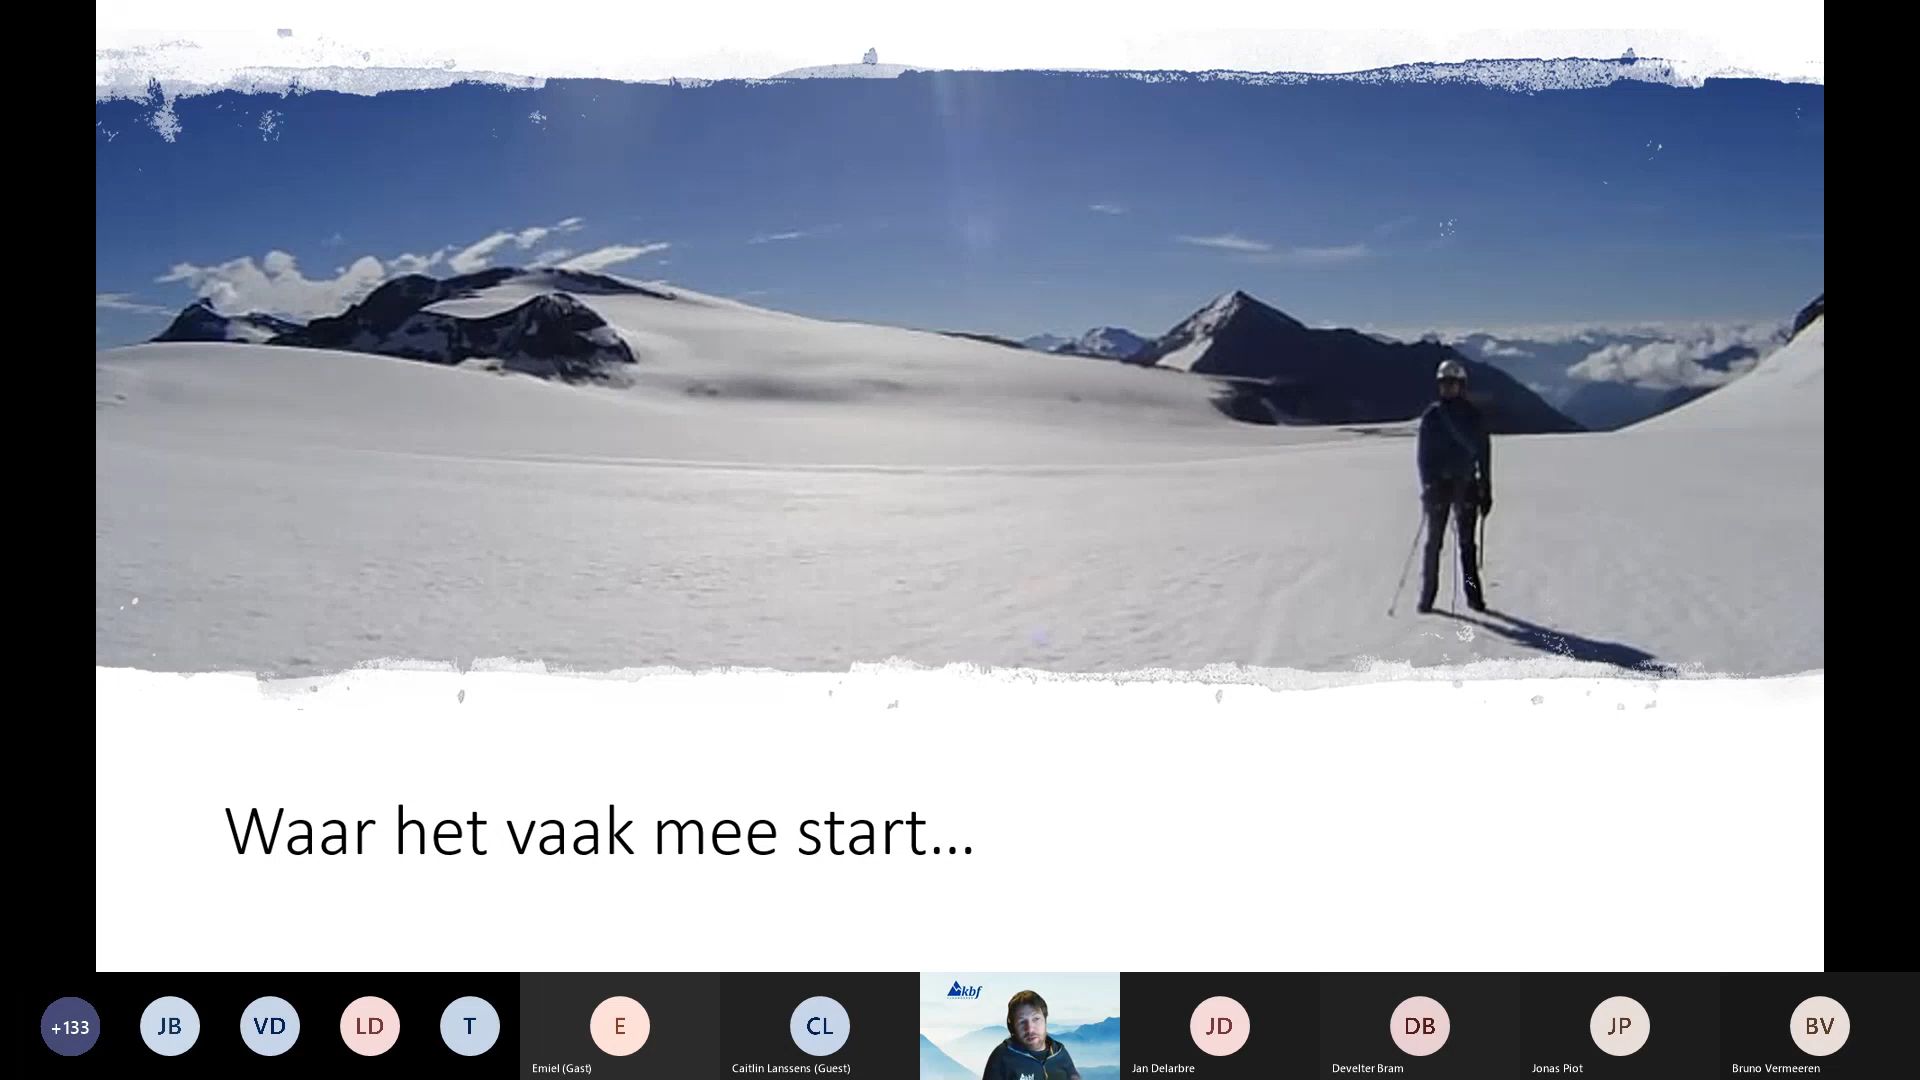 Waar het vaak mee start...
+133
JB
VD
LD
T
E
Emiel (Gast)
CL
Caitlin Lanssens (Guest)
kbf
JD
Jan Delarbre
DB
Develter Bram
JP
Jonas Piot
BV
Bruno Vermeeren